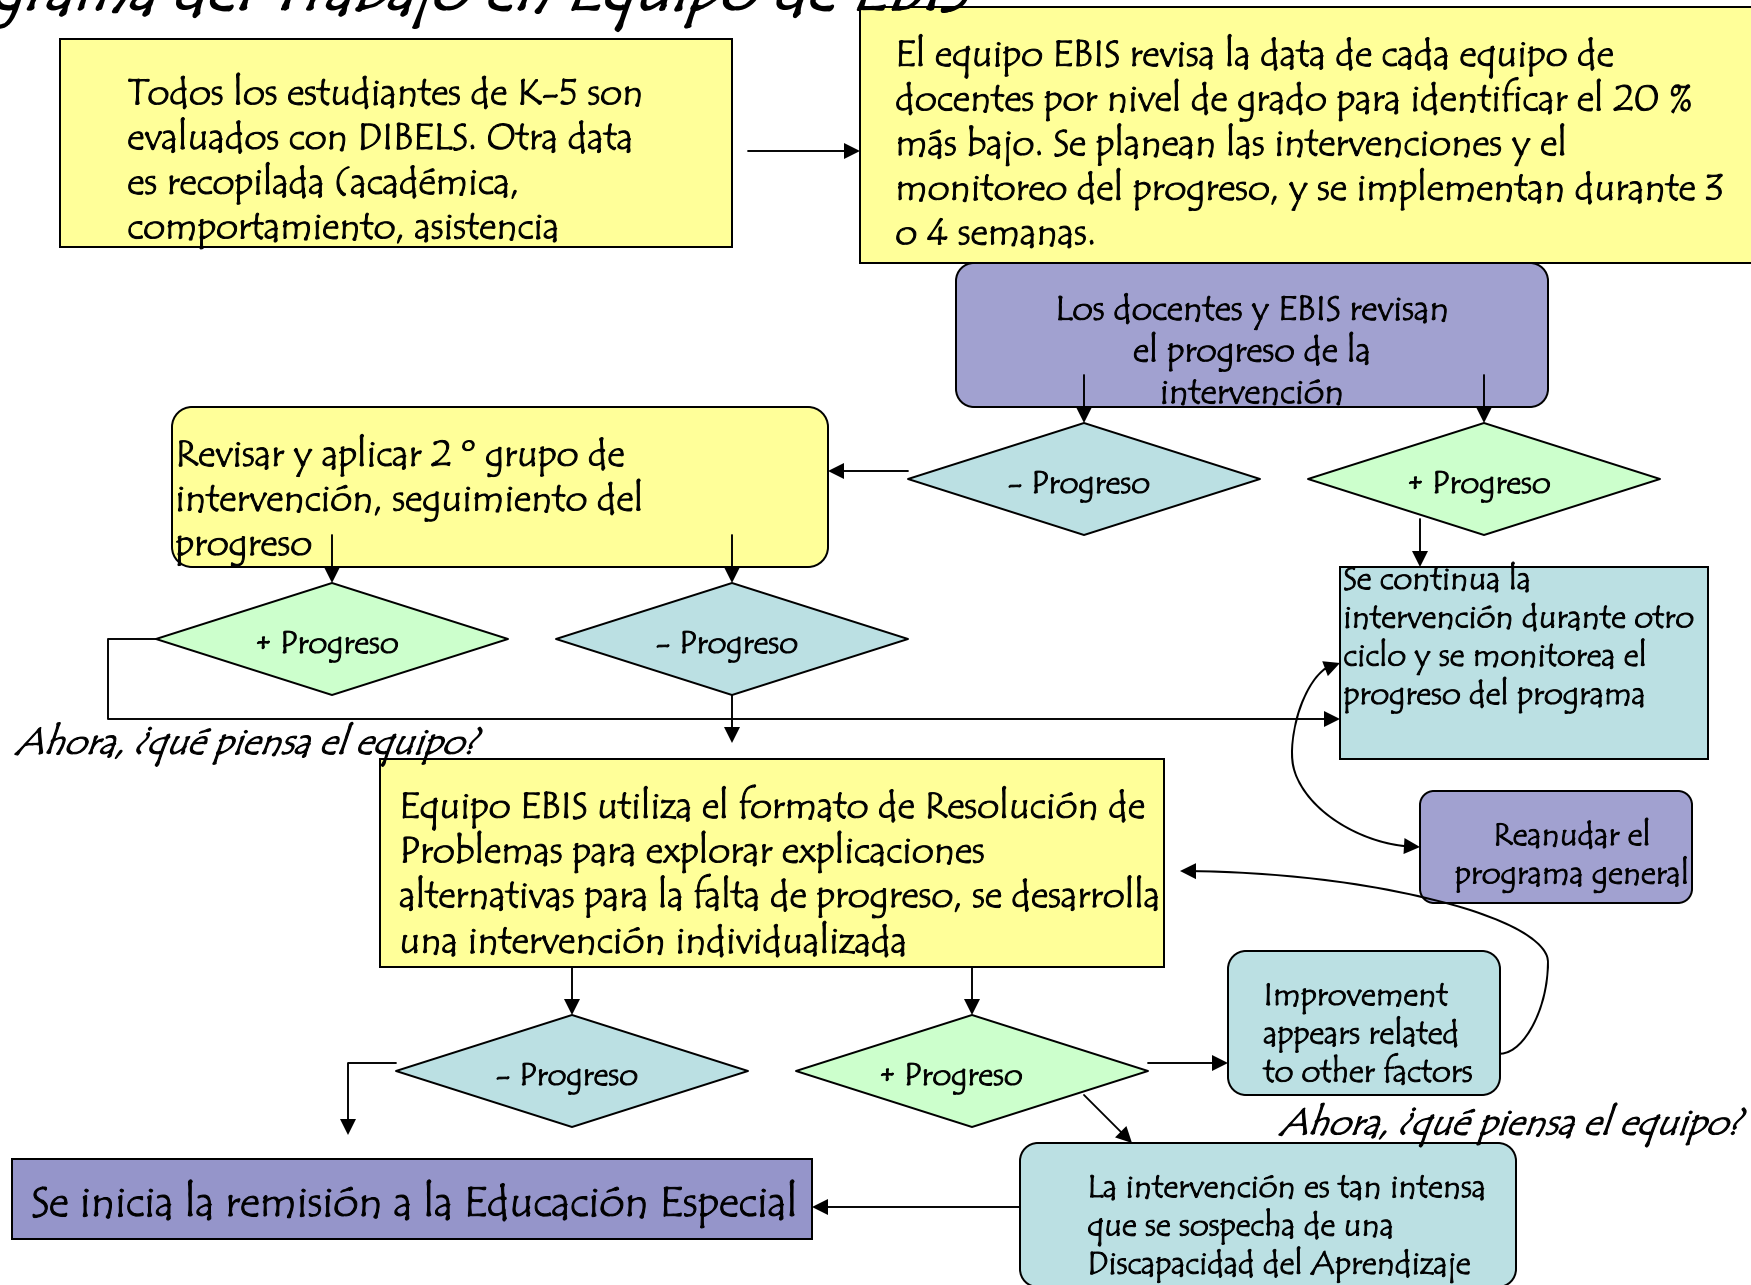 del Trabajo en Equipo de EBIS
Todos los estudiantes de K-5 son
evaluados con DIBELS. Otra data
es recopilada (académica,
comportamiento, asistencia
El equipo EBIS revisa la data de cada equipo de
docentes por nivel de grado para identificar el 20 %
más bajo. Se planean las intervenciones y el
monitoreo del progreso, y se implementan durante 3
o 4 semanas.
Los docentes y EBIS revisan
el progreso de la
intervención
- Progreso
+ Progreso
Revisar y aplicar 2 º grupo de
intervención, seguimiento del
progreso
+ Progreso
- Progreso
Se continua la
intervención durante otro
ciclo y se monitorea el
progreso del programa
Ahora, ¿qué piensa el equipo?
Equipo EBIS utiliza el formato de Resolución de
Problemas para explorar explicaciones
alternativas para la falta de progreso, se desarrolla
una intervención individualizada
Reanudar el
programa general
- Progreso
+ Progreso
Improvement
appears related
to other factors
Ahora, ¿qué piensa el equipo?
Se inicia la remisión a la Educación Especial
La intervención es tan intensa
que se sospecha de una
Discapacidad del Aprendizaje